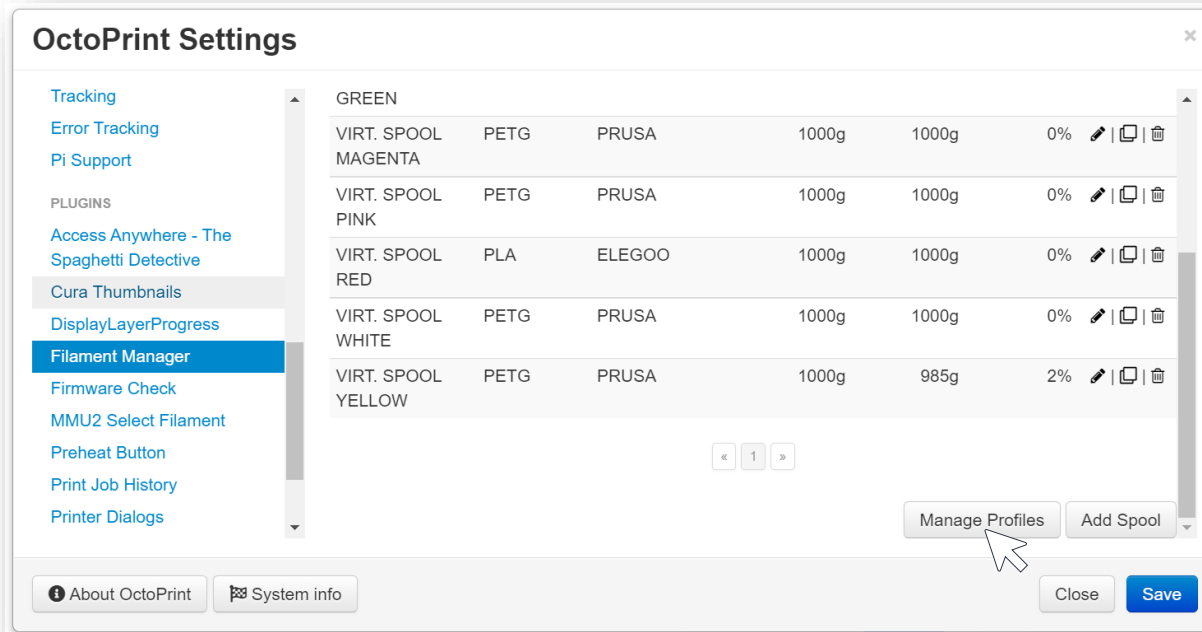 OctoPrint Settings
×
Tracking
Error Tracking
Pi Support
PLUGINS
Access Anywhere - The
Spaghetti Detective
Cura Thumbnails
DisplayLayerProgress
Filament Manager
Firmware Check
MMU2 Select Filament
Preheat Button
Print Job History
Printer Dialogs
GREEN
VIRT. SPOOL PETG PRUSA 1000g 1000g 0% | |
MAGENTA
VIRT. SPOOL PETG PRUSA 1000g 1000g 0% | |
PINK
VIRT. SPOOL PLA ELEGOO 1000g 1000g 0% | |
RED
VIRT. SPOOL PETG PRUSA 1000g 1000g 0% | |
WHITE
VIRT. SPOOL PETG PRUSA 1000g 985g 2% | |
YELLOW
« 1 »
Manage Profiles Add Spool
About OctoPrint System info Close Save